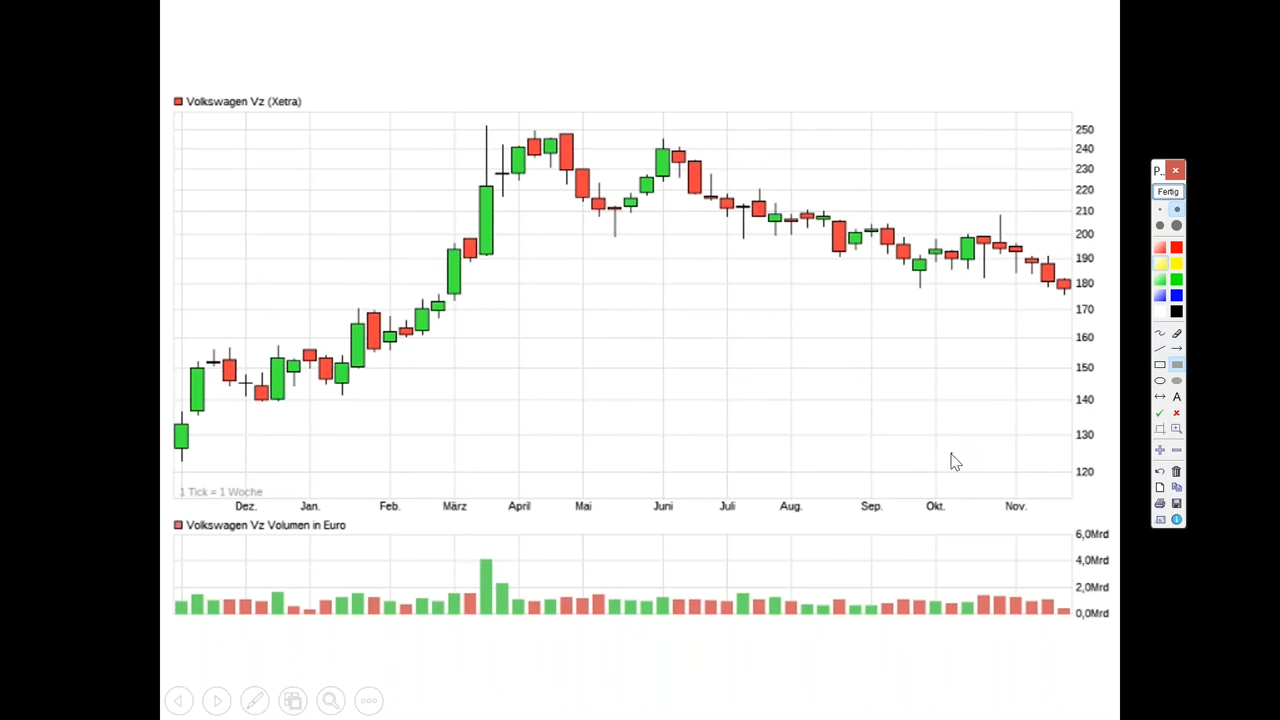 Volkswagen Vz (Xetra)
250
240
230
220
210
200
190
180
170
160
150
140
130
120
1 Tick = 1 Woche
Dez. Jan. Feb. März April Mai Juni Juli Aug. Sep. Okt. Nov.
Volkswagen Vz Volumen in Euro
6,0Mrd
4,0Mrd
2,0Mrd
0,0Mrd
P..
Fertig
A